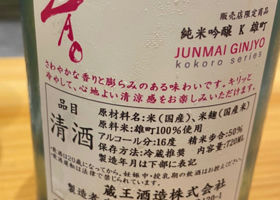 ZAO
販売店限定商品
純米吟醸 K 雄町
JUNMAI GINJYO
kokoro series
さわやかな香りと膨らみのある味わいです。キリッと
冷やして、心地よい清涼感をお楽しみいただけます。
品目
清酒
原材料名:米(国産)、米麹(国産米)
原料米:雄町100%使用
アルコール分:16度 精米歩合:50%
保存方法:冷蔵推奨 内容量:720ML
製造年月は下部に表記
蔵王酒造株式会社